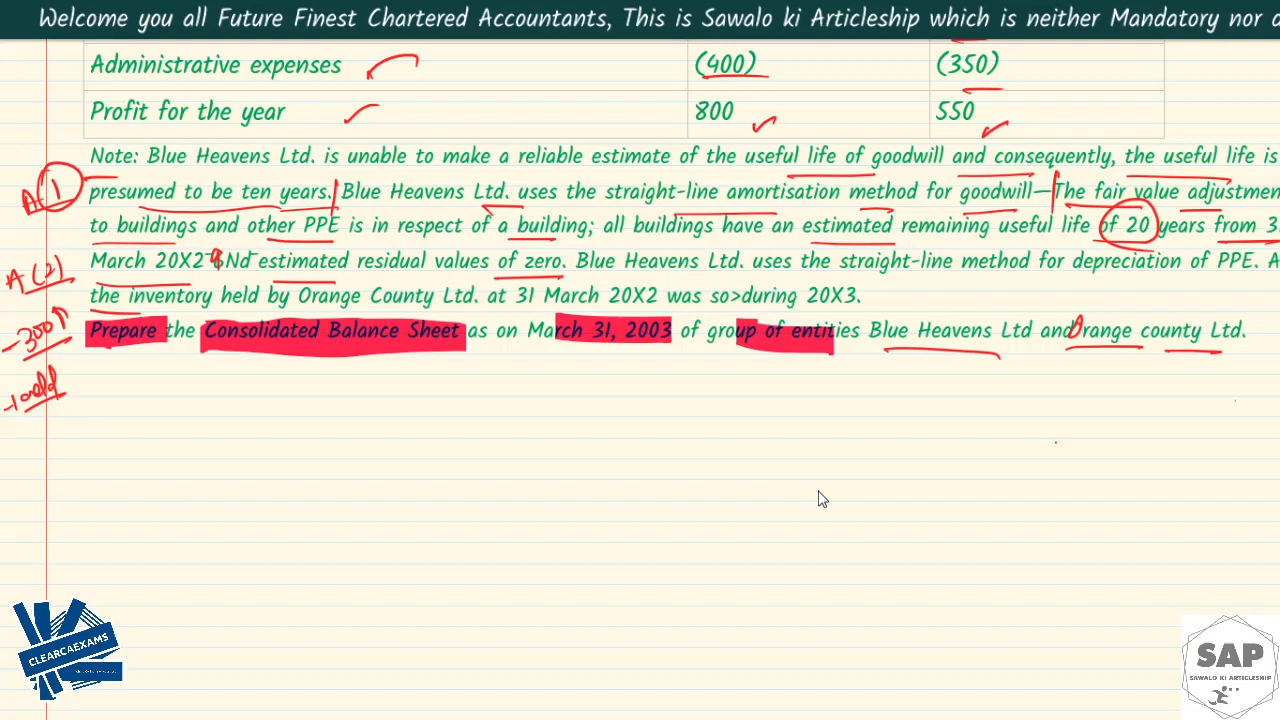 Welcome you all Future Finest Chartered Accountants, This is Sawalo ki Articleship which is neither Mandatory nor
Administrative expenses (400) (350)
Profit for the year 800 550
Note: Blue Heavens Ltd. is unable to make a reliable estimate of the useful life of goodwill and consequently, the useful life is
A (1) presumed to be ten years. Blue Heavens Ltd. uses the straight-line amortisation method for goodwill—The fair value adjustmen
to buildings and other PPE is in respect of a building; all buildings have an estimated remaining useful life of 20 years from 3
A (2) March 20X2 Nd estimated residual values of zero. Blue Heavens Ltd. uses the straight-line method for depreciation of PPE. A
the inventory held by Orange County Ltd. at 31 March 20X2 was so>during 20X3.
-300↑ Prepare the Consolidated Balance Sheet as on March 31, 2003 of group of entities Blue Heavens Ltd and Orange county Ltd.
CLEARCAEXAMS
SAP
SAWALO KI ARTICLESHIP